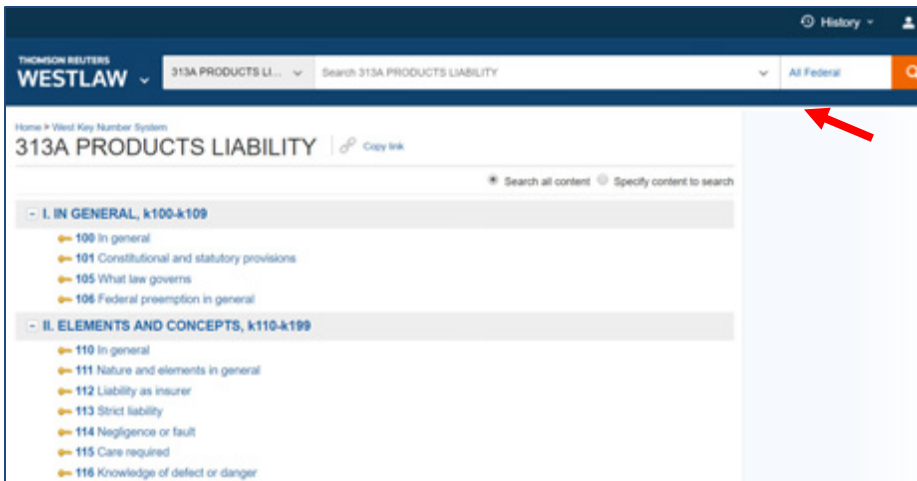 History
THOMSON REUTERS
WESTLAW
313A PRODUCTS LI...
Search 313A PRODUCTS LIABILITY
All Federal
Home > West Key Number System
313A PRODUCTS LIABILITY
Copy link
Search all content Specify content to search
I. IN GENERAL, k100-k109
100 In general
101 Constitutional and statutory provisions
105 What law governs
106 Federal preemption in general
II. ELEMENTS AND CONCEPTS, k110-k199
110 In general
111 Nature and elements in general
112 Liability as insurer
113 Strict liability
114 Negligence or fault
115 Care required
116 Knowledge of defect or danger